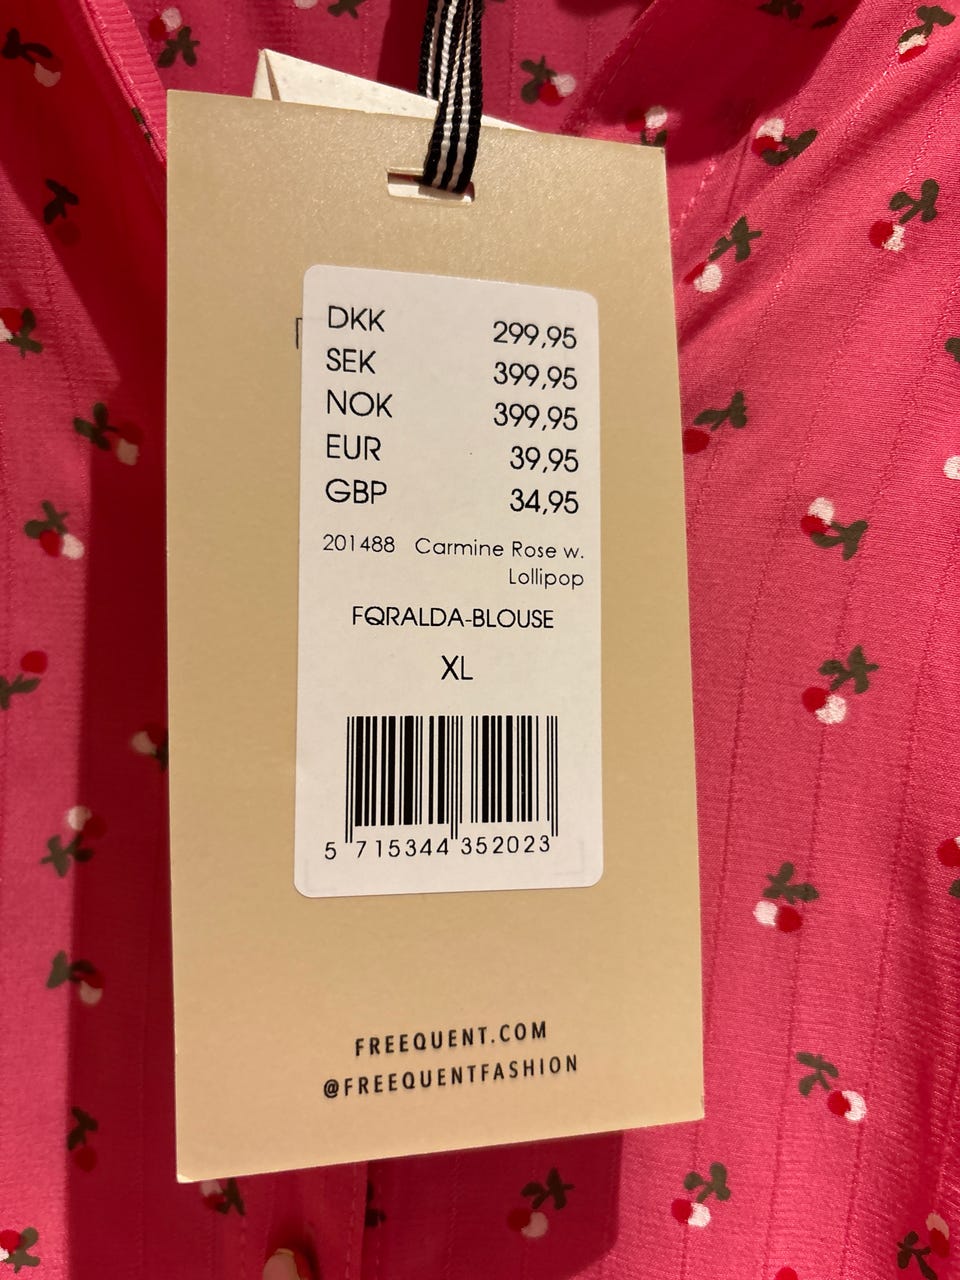 DKK 299,95
SEK 399,95
NOK 399,95
EUR 39,95
GBP 34,95
201488 Carmine Rose w.
Lollipop
FQRALDA-BLOUSE
XL
5 715344 352023
FREEQUENT.COM
@FREEQUENTFASHION